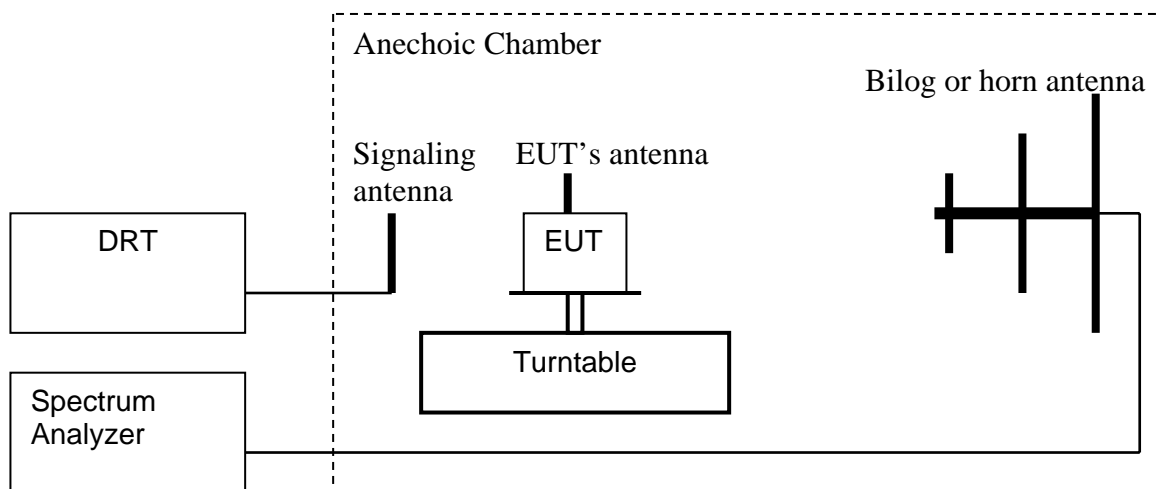 Anechoic Chamber
Bilog or horn antenna
Signaling
antenna
EUT’s antenna
DRT
EUT
Turntable
Spectrum
Analyzer